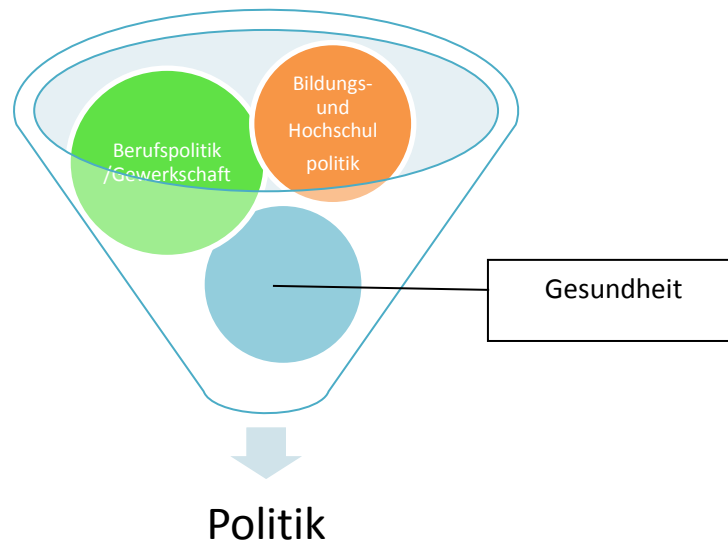 Bildungs-
und
Hochschul
politik
Berufspolitik
/Gewerkschaft
Gesundheit
Politik